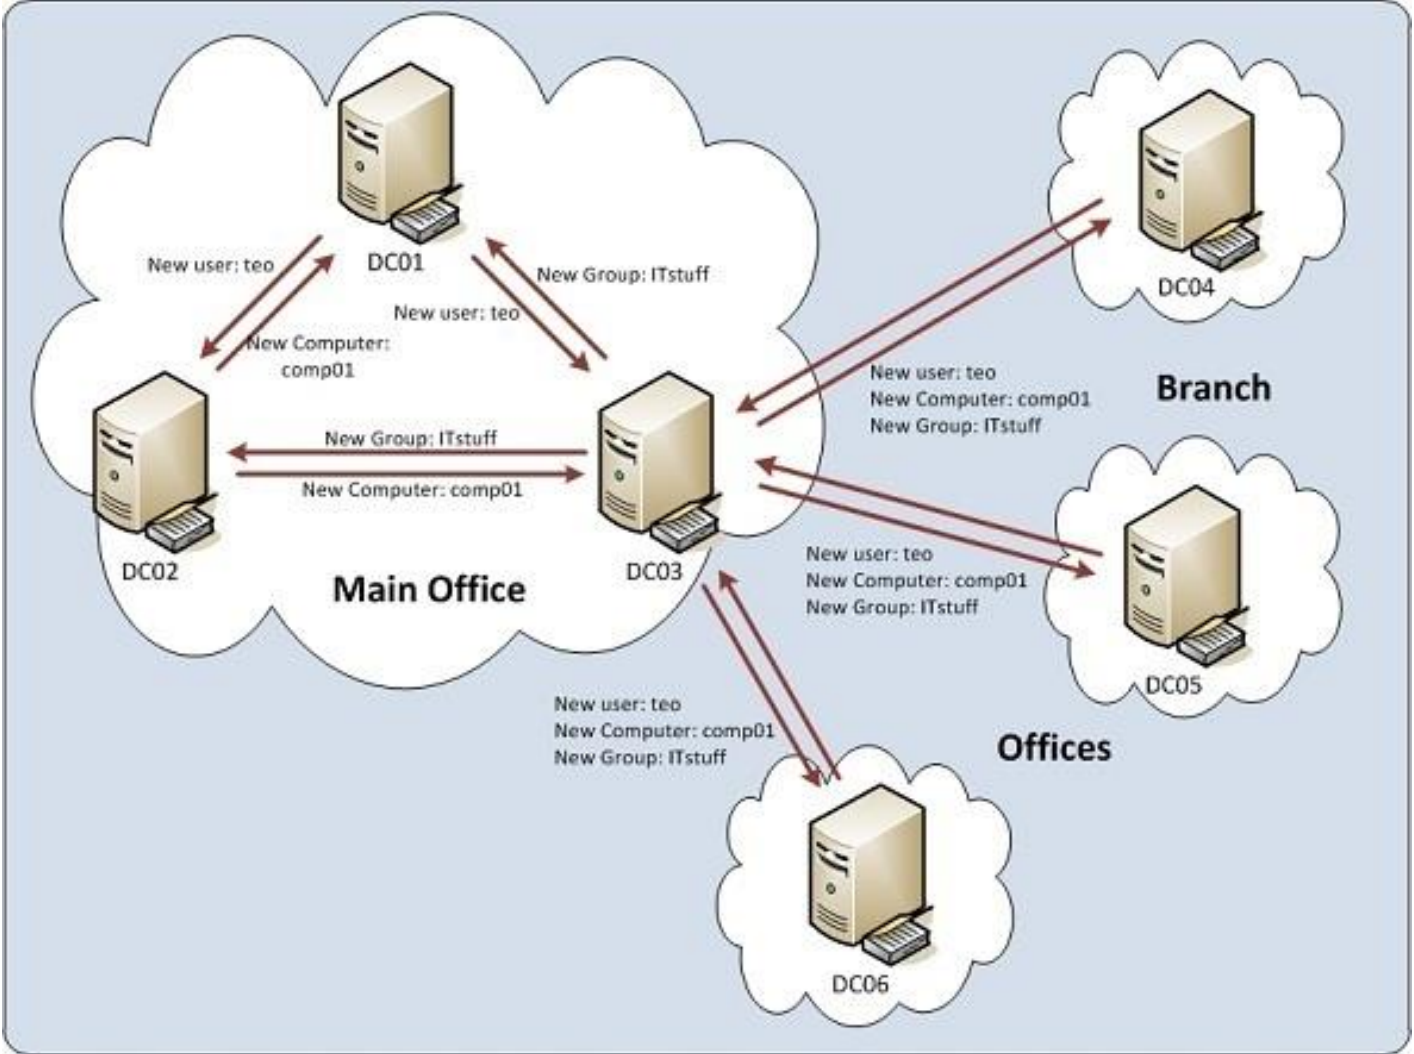 DC01
New user: teo
New Group: ITstuff
New user: teo
New Computer:
comp01
New Group: ITstuff
New Computer: comp01
DC02
DC03
Main Office
DC04
New user: teo
New Computer: comp01
New Group: ITstuff
Branch
New user: teo
New Computer: comp01
New Group: ITstuff
DC05
Offices
New user: teo
New Computer: comp01
New Group: ITstuff
DC06